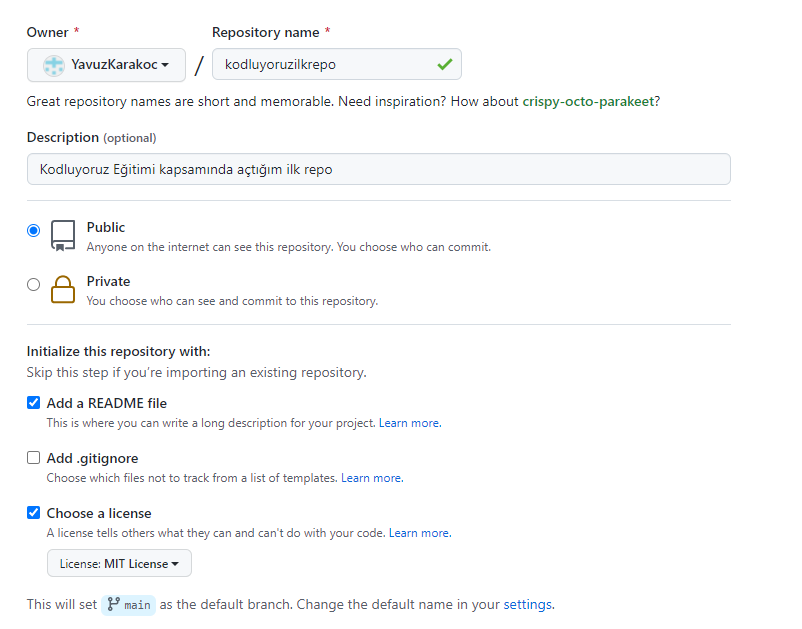 Owner *
Repository name *
YavuzKarakoc
/
kodluyoruzilkrepo
Great repository names are short and memorable. Need inspiration? How about crispy-octo-parakeet?
Description (optional)
Kodluyoruz Eğitimi kapsamında açtığım ilk repo
Public
Anyone on the internet can see this repository. You choose who can commit.
Private
You choose who can see and commit to this repository.
Initialize this repository with:
Skip this step if you're importing an existing repository.
Add a README file
This is where you can write a long description for your project. Learn more.
Add .gitignore
Choose which files not to track from a list of templates. Learn more.
Choose a license
A license tells others what they can and can't do with your code. Learn more.
License: MIT License
This will set main as the default branch. Change the default name in your settings.